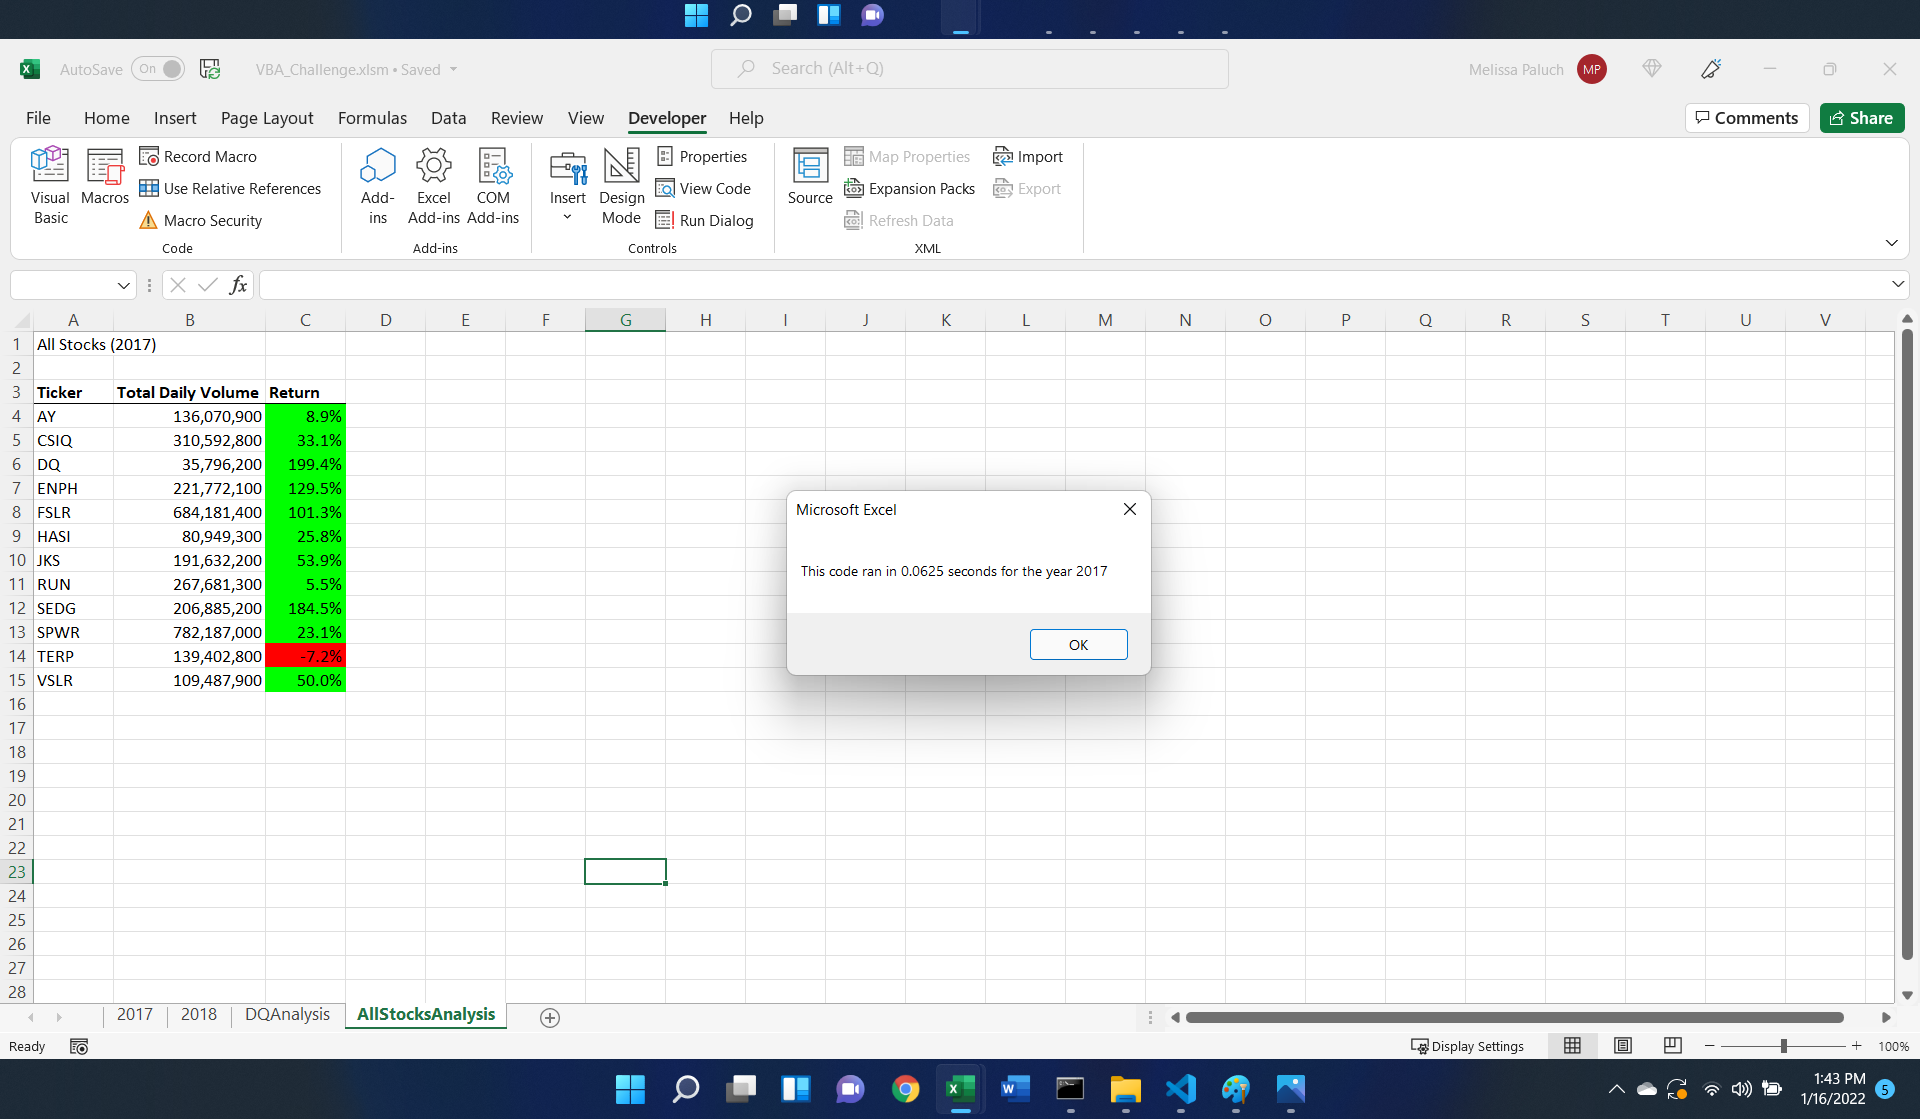 AutoSave On VBA_Challenge.xlsm • Saved Search (Alt+Q) Melissa Paluch MP
File Home Insert Page Layout Formulas Data Review View Developer Help Comments Share
Visual Basic
Macros
Record Macro
Use Relative References
Macro Security
Code
Add-ins
Excel Add-ins
COM Add-ins
Add-ins
Insert
Design Mode
Properties
View Code
Run Dialog
Controls
Source
Map Properties
Expansion Packs
Refresh Data
Import
Export
XML
fx
A B C D E F G H I J K L M N O P Q R S T U V
1 All Stocks (2017)
2
3 Ticker Total Daily Volume Return
4 AY 136,070,900 8.9%
5 CSIQ 310,592,800 33.1%
6 DQ 35,796,200 199.4%
7 ENPH 221,772,100 129.5%
8 FSLR 684,181,400 101.3%
9 HASI 80,949,300 25.8%
10 JKS 191,632,200 53.9%
11 RUN 267,681,300 5.5%
12 SEDG 206,885,200 184.5%
13 SPWR 782,187,000 23.1%
14 TERP 139,402,800 -7.2%
15 VSLR 109,487,900 50.0%
16
17
18
19
20
21
22
23
24
25
26
27
28
Microsoft Excel
This code ran in 0.0625 seconds for the year 2017
OK
2017 2018 DQAnalysis AllStocksAnalysis
Ready Display Settings 100%
1:43 PM
1/16/2022
5